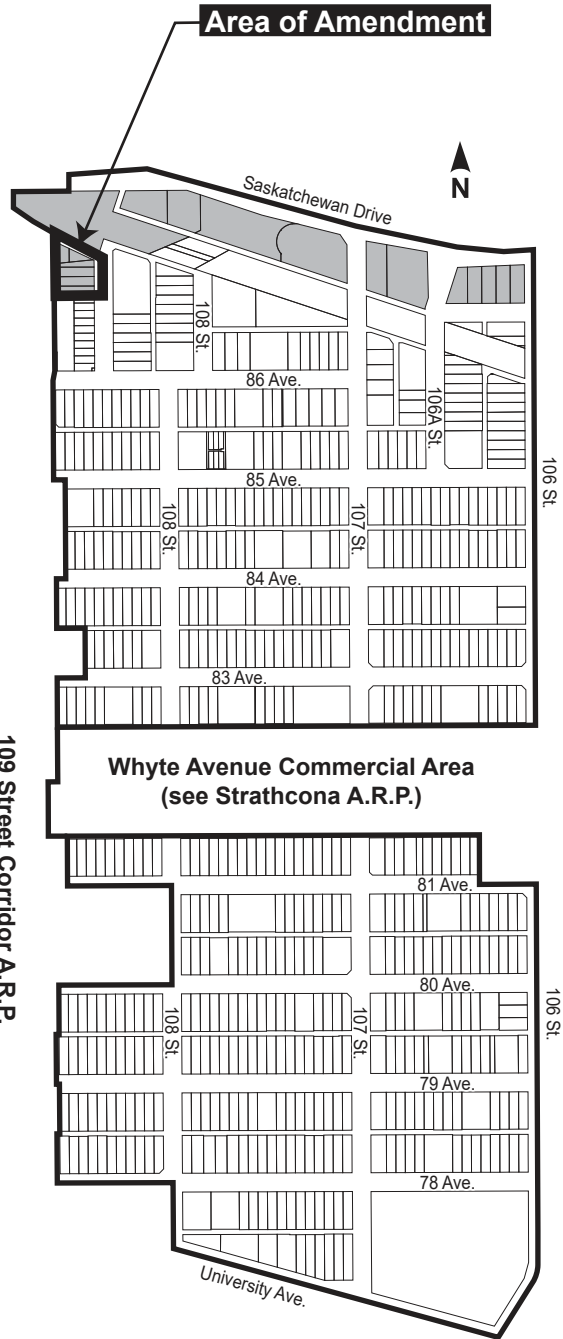 Area of Amendment
N
Saskatchewan Drive
108 St.
86 Ave.
106A St.
85 Ave.
106 St.
108 St.
107 St.
84 Ave.
83 Ave.
Whyte Avenue Commercial Area
(see Strathcona A.R.P.)
109 Street Corridor A.R.P.
81 Ave.
80 Ave.
106 St.
108 St.
107 St.
79 Ave.
78 Ave.
University Ave.